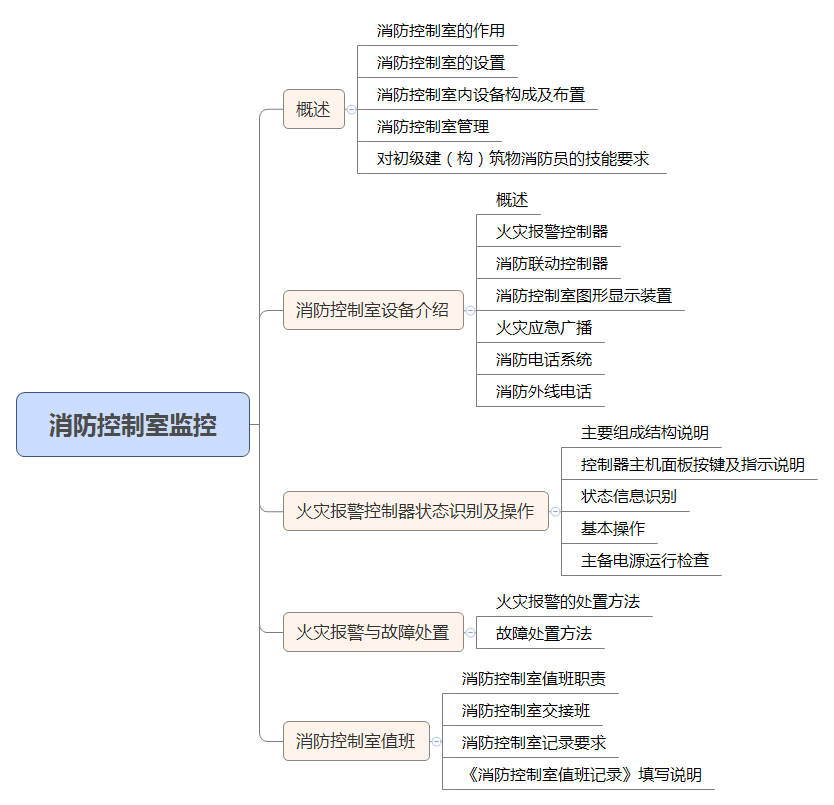 消防控制室监控
概述
消防控制室的作用
消防控制室的设置
消防控制室内设备构成及布置
消防控制室管理
对初级建（构）筑物消防员的技能要求
消防控制室设备介绍
概述
火灾报警控制器
消防联动控制器
消防控制室图形显示装置
火灾应急广播
消防电话系统
消防外线电话
火灾报警控制器状态识别及操作
主要组成结构说明
控制器主机面板按键及指示说明
状态信息识别
基本操作
主备电源运行检查
火灾报警与故障处置
火灾报警的处置方法
故障处置方法
消防控制室值班
消防控制室值班职责
消防控制室交接班
消防控制室记录要求
《消防控制室值班记录》填写说明